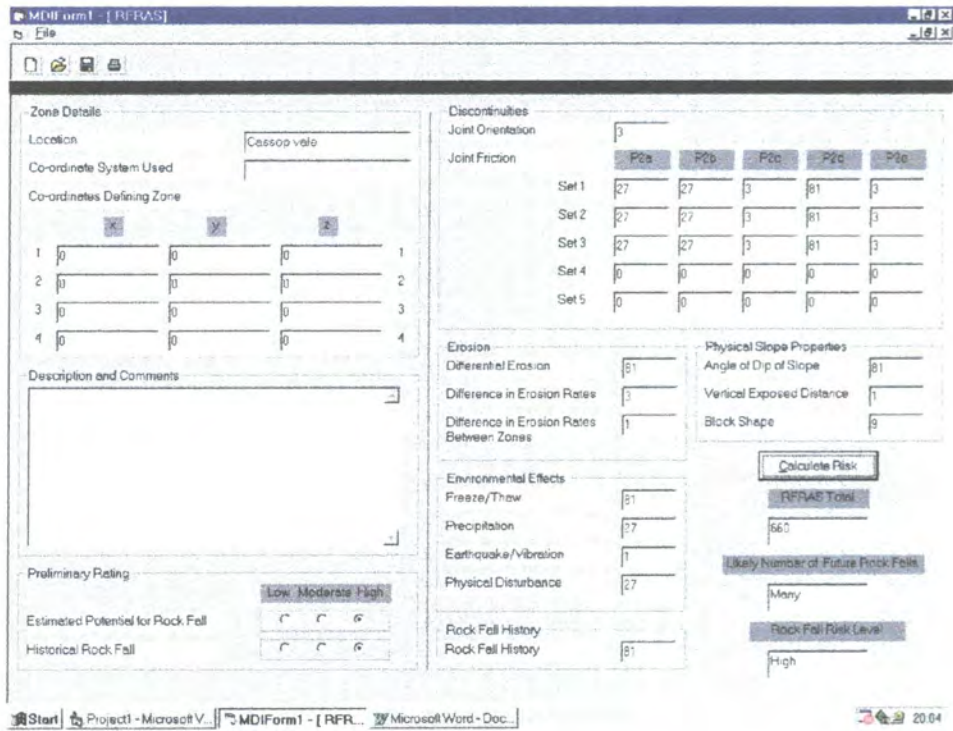 MDIForm1 - [ RFRAS]
File
Zone Details
Location Cassop vale
Co-ordinate System Used
Co-ordinates Defining Zone
x y z
1 0 0 0 1
2 0 0 0 2
3 0 0 0 3
4 0 0 0 4
Description and Comments
Preliminary Rating
Low Moderate High
Estimated Potential for Rock Fall
Historical Rock Fall
Discontinuities
Joint Orientation 3
Joint Friction P2a P2b P2c P2d P2e
Set 1 27 27 3 81 3
Set 2 27 27 3 81 3
Set 3 27 27 3 81 3
Set 4 0 0 0 0 0
Set 5 0 0 0 0 0
Erosion
Differential Erosion 81
Difference in Erosion Rates 3
Difference in Erosion Rates 1
Between Zones
Physical Slope Properties
Angle of Dip of Slope 81
Vertical Exposed Distance 1
Block Shape 9
Environmental Effects
Freeze/Thaw 81
Precipitation 27
Earthquake/Vibration 1
Physical Disturbance 27
Rock Fall History
Rock Fall History 81
Calculate Risk
RFRAS Total
660
Likely Number of Future Rock Falls
Many
Rock Fall Risk Level
High
Start Project1 - Microsoft V... MDIForm1 - [ RFR... Microsoft Word - Doc... 20:04